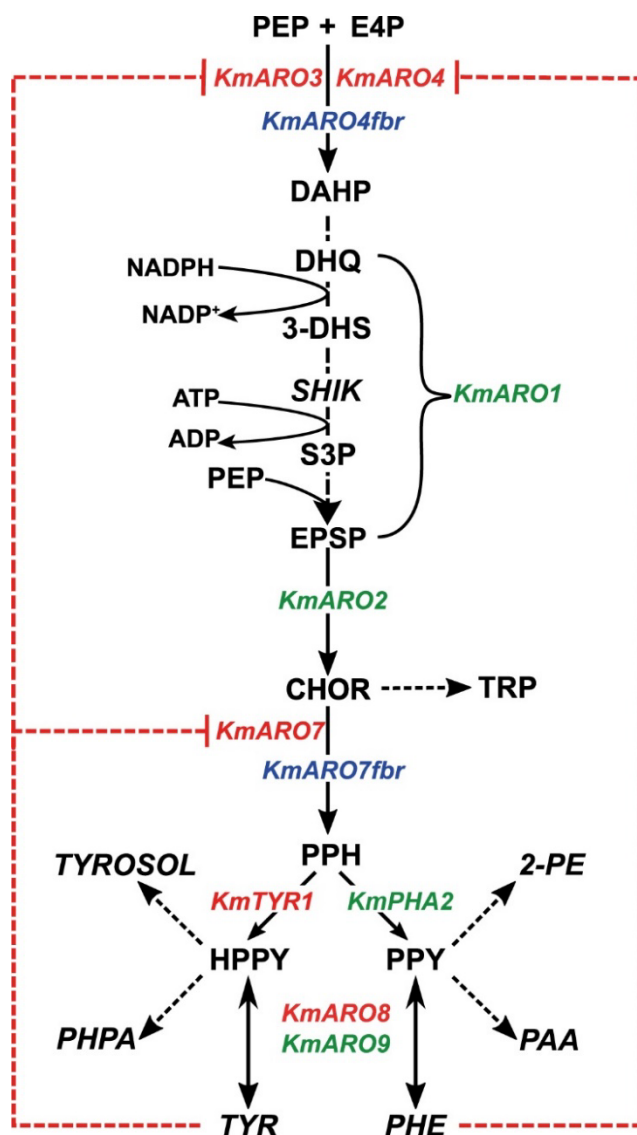 PEP + E4P
KmARO3 KmARO4
KmARO4fbr
DAHP
DHQ
NADPH
NADP+
3-DHS
SHIK
KmARO1
ATP
ADP
S3P
PEP
EPSP
KmARO2
CHOR TRP
KmARO7
KmARO7fbr
PPH
TYROSOL 2-PE
KmTYR1 KmPHA2
HPPY PPY
KmARO8
KmARO9
PHPA PAA
TYR PHE